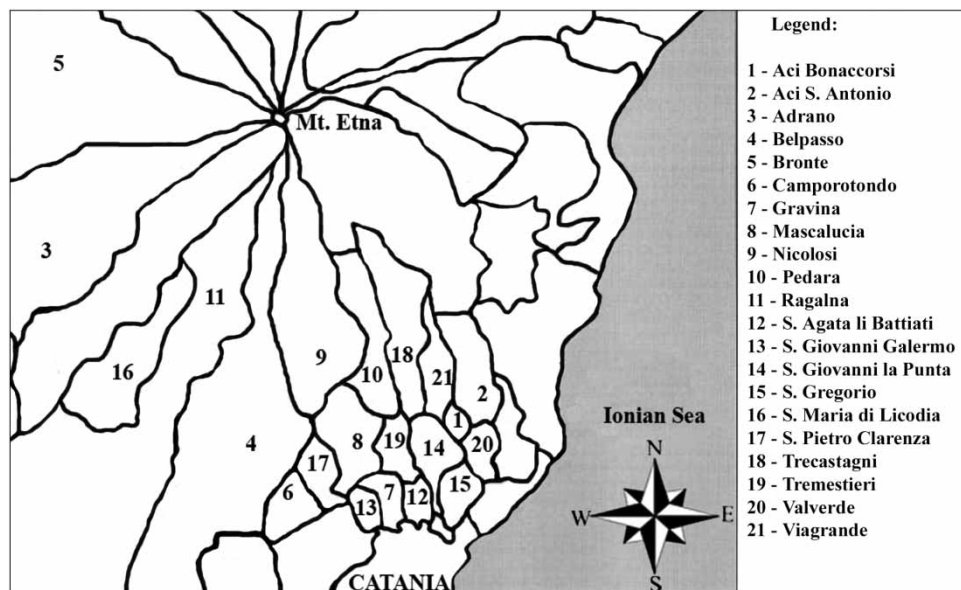 5
Mt. Etna
3
11
16
9
10
18
21
2
1
4
8
19
14
20
17
6
13
7
12
15
CATANIA
Ionian Sea
N
W
E
S
Legend:
1 - Aci Bonaccorsi
2 - Aci S. Antonio
3 - Adrano
4 - Belpasso
5 - Bronte
6 - Camporotondo
7 - Gravina
8 - Mascalucia
9 - Nicolosi
10 - Pedara
11 - Ragalna
12 - S. Agata li Battiati
13 - S. Giovanni Galermo
14 - S. Giovanni la Punta
15 - S. Gregorio
16 - S. Maria di Licodia
17 - S. Pietro Clarenza
18 - Trecastagni
19 - Tremestieri
20 - Valverde
21 - Viagrande